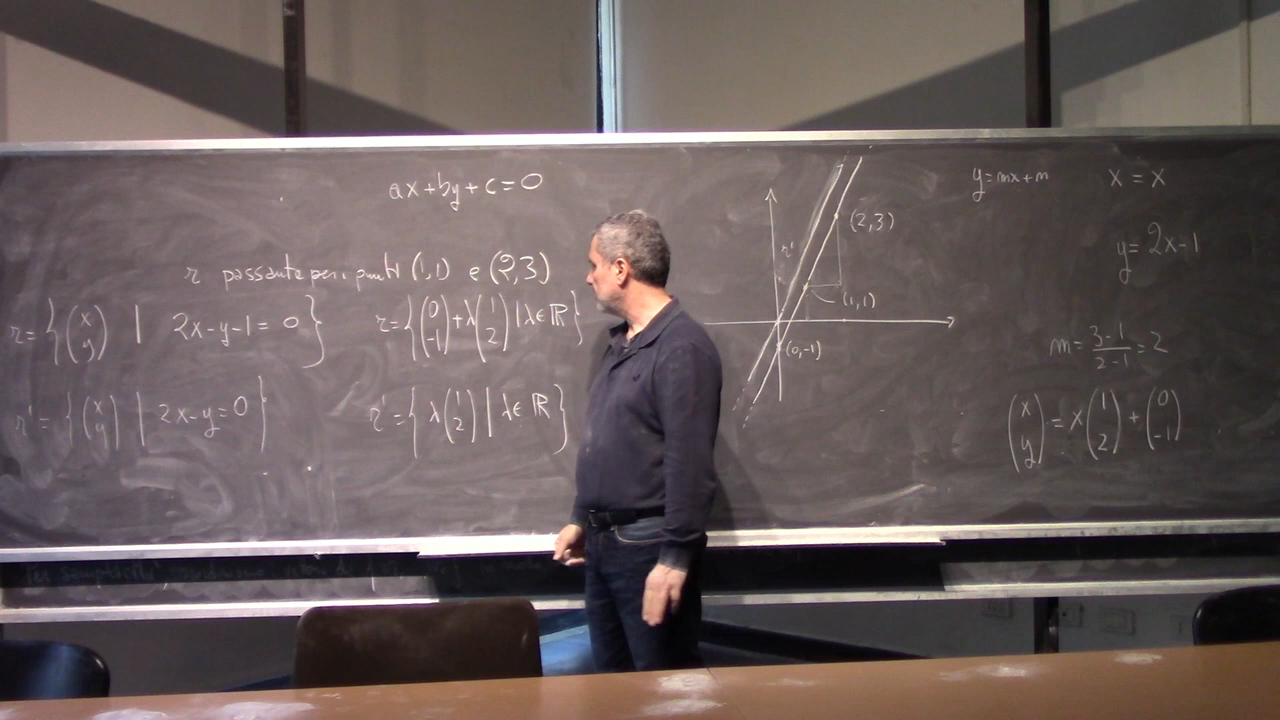 ax+by+c=0
r passante per i punti (1,1) e (2,3)
r={(x y) | 2x-y-1=0}
r={(0 -1)+λ(1 2) | λ∈ℝ}
r'={(x y) | 2x-y=0}
r'={λ(1 2) | λ∈ℝ}
r'
(2,3)
(1,1)
(0,-1)
y=mx+n
x=x
y=2x-1
m=3-1/2-1=2
(x y)=x(1 2)+(0 -1)